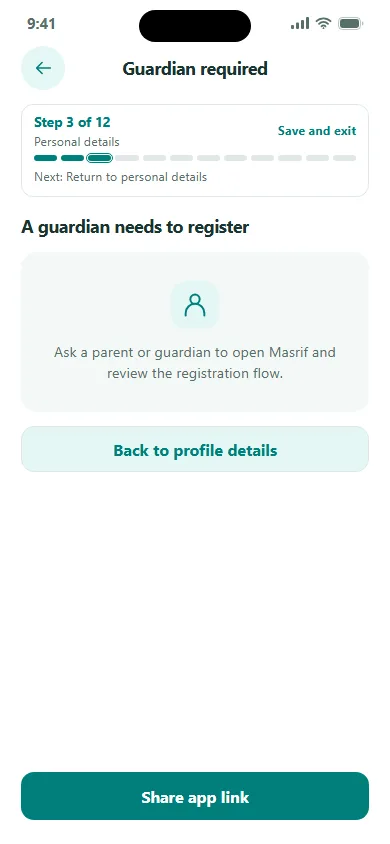 9:41
Guardian required
Step 3 of 12
Save and exit
Personal details
Next: Return to personal details
A guardian needs to register
Ask a parent or guardian to open Masrif and
review the registration flow.
Back to profile details
Share app link